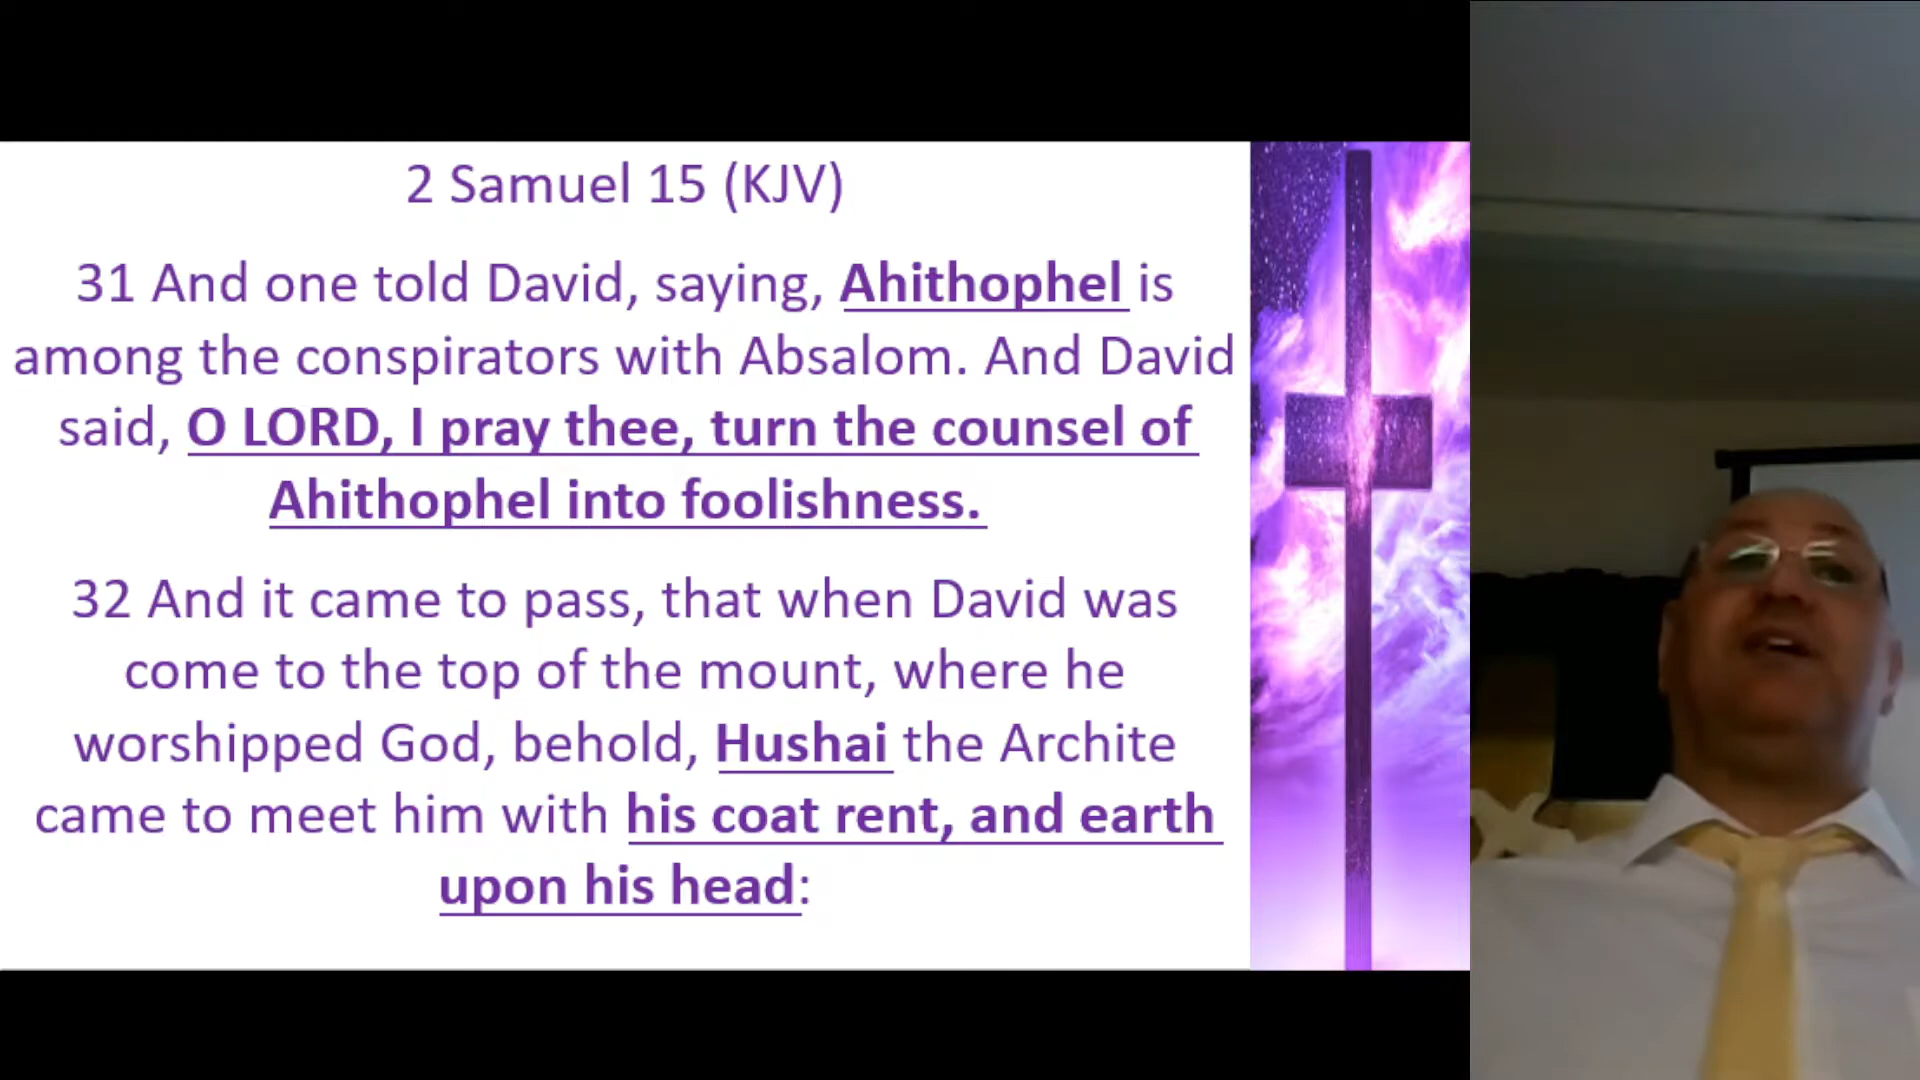 2 Samuel 15 (KJV)
31 And one told David, saying, Ahithophel is
among the conspirators with Absalom. And David
said, O LORD, I pray thee, turn the counsel of
Ahithophel into foolishness.
32 And it came to pass, that when David was
come to the top of the mount, where he
worshipped God, behold, Hushai the Archite
came to meet him with his coat rent, and earth
upon his head: